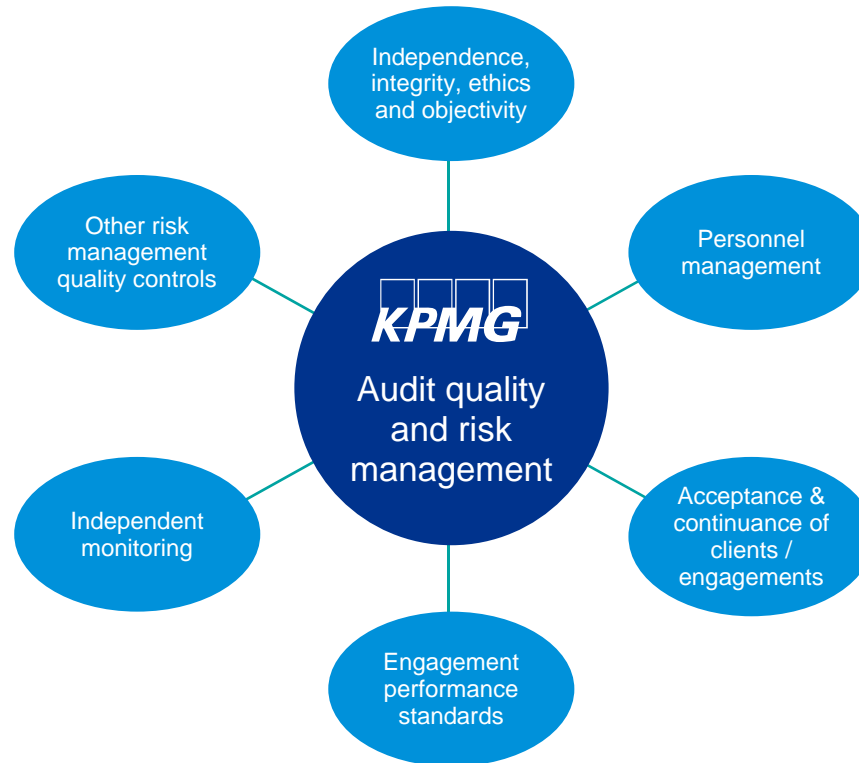 Independence,
integrity, ethics
and objectivity
Other risk
management
quality controls
Personnel
management
KPMG
Audit quality
and risk
management
Independent
monitoring
Acceptance &
continuance of
clients /
engagements
Engagement
performance
standards